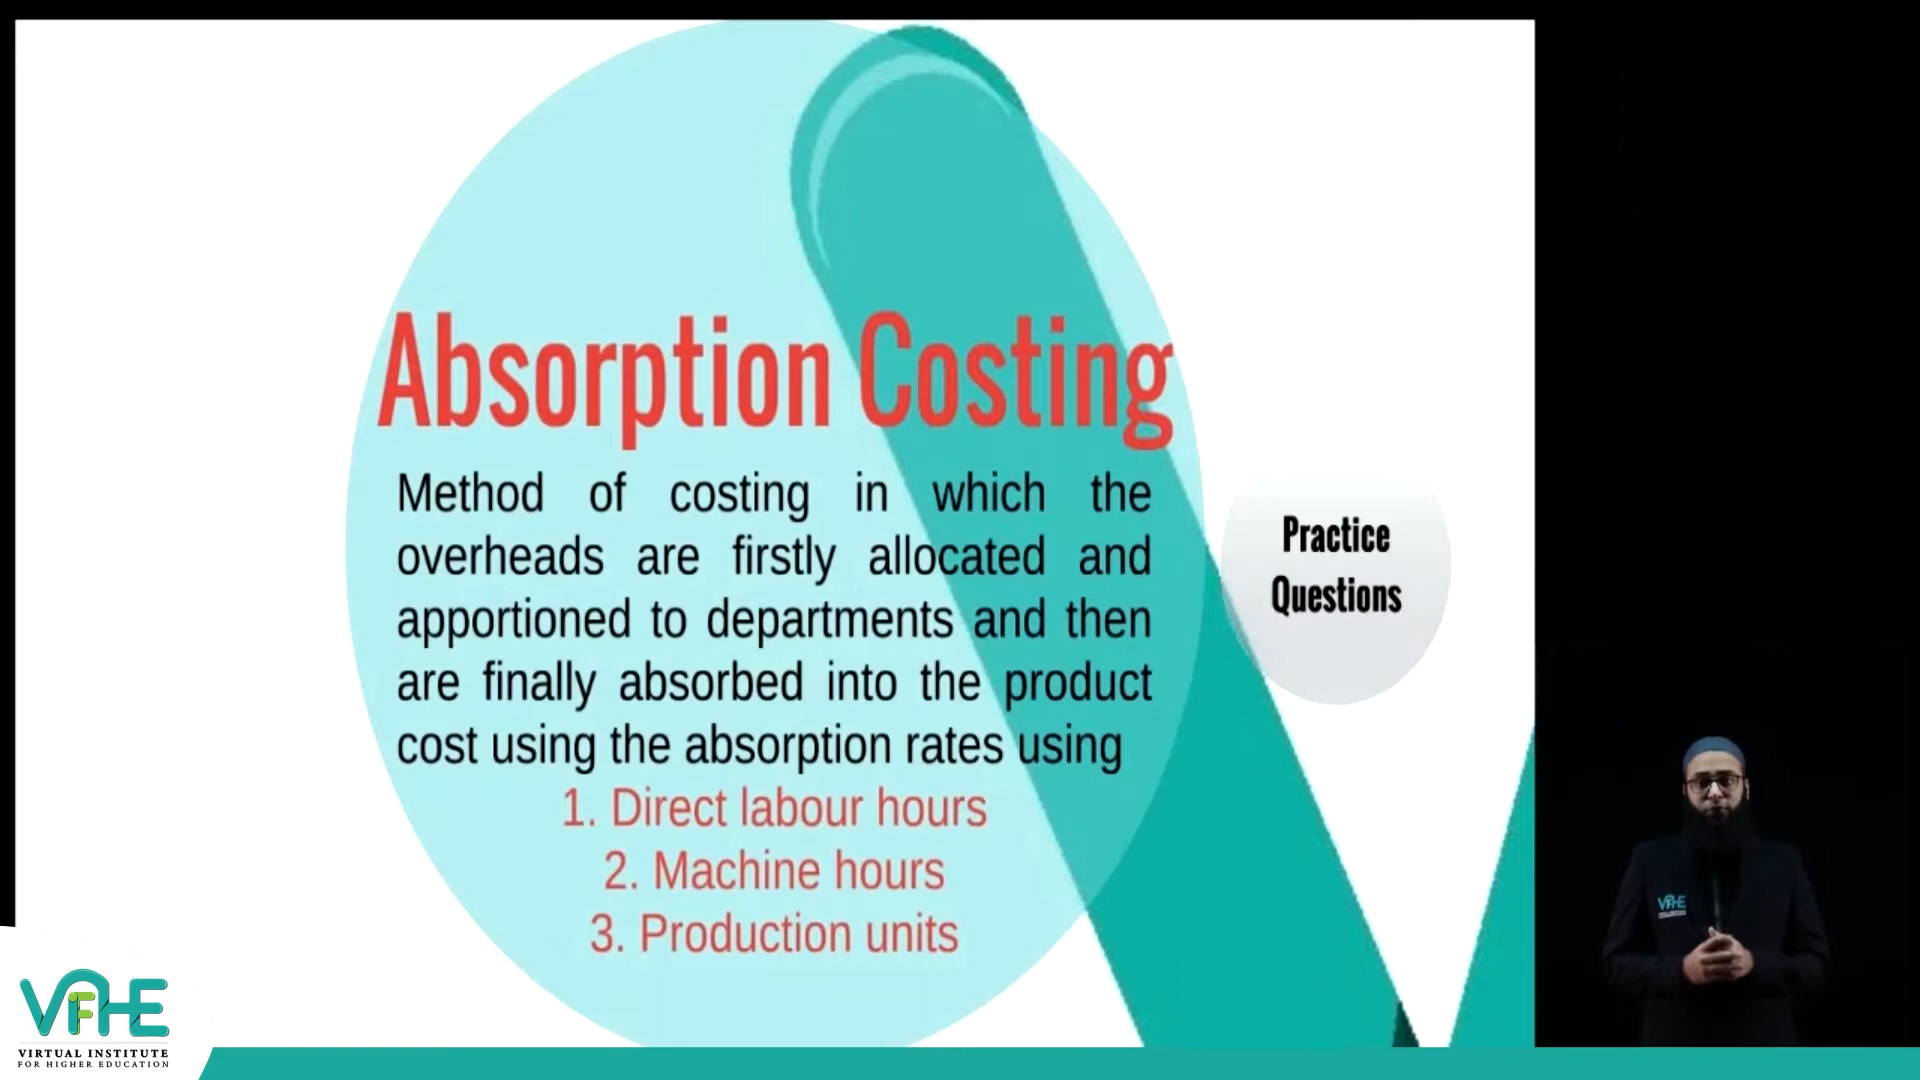 Absorption Costing
Method of costing in which the
overheads are firstly allocated and
apportioned to departments and then
are finally absorbed into the product
cost using the absorption rates using
1. Direct labour hours
2. Machine hours
3. Production units
Practice
Questions
VFHE
VFHE
VIRTUAL INSTITUTE
FOR HIGHER EDUCATION